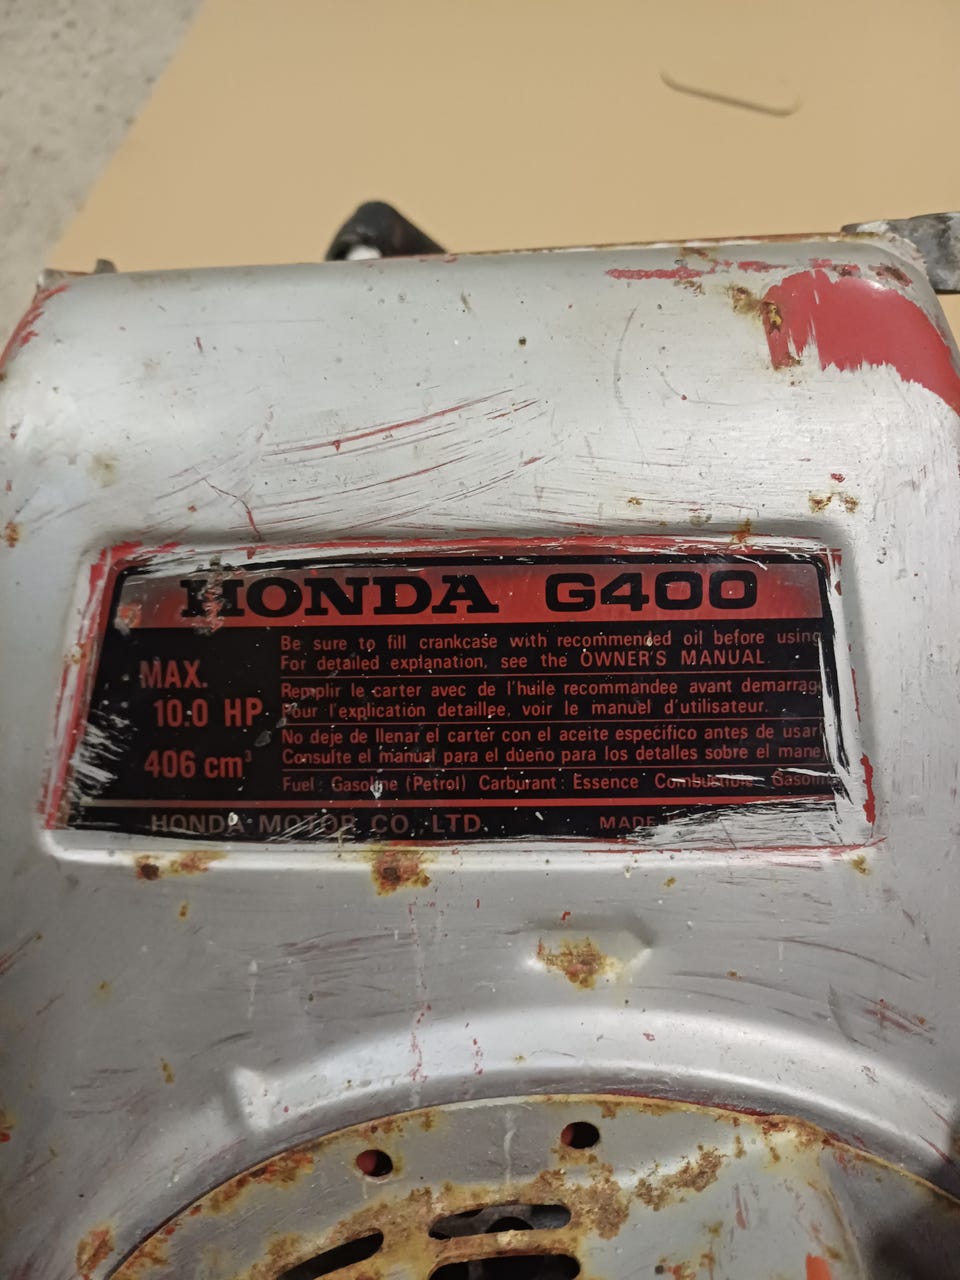 HONDA G400
Be sure to fill crankcase with recommended oil before using
For detailed explanation, see the OWNER'S MANUAL.
MAX.
10.0 HP
406 cm³
Remplir le carter avec de l'huile recommandee avant demarrag
Pour l'explication detaillee, voir le manuel d'utilisateur.
No deje de llenar el carter con el aceite especifico antes de usar
Consulte el manual para el dueño para los detalles sobre el mane
Fuel : Gasoline (Petrol) Carburant : Essence Combustible Gasolin
HONDA MOTOR CO., LTD. MADE